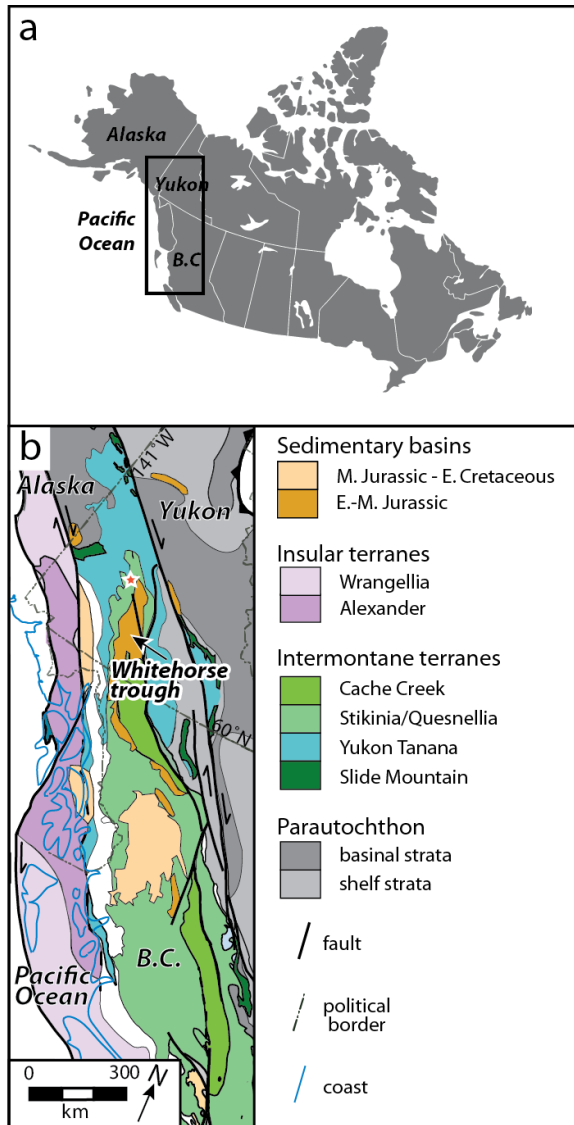 a
Alaska
Yukon
Pacific
Ocean
B.C
b
141°W
Alaska
Yukon
Whitehorse
trough
60°N
B.C.
Pacific
Ocean
0 300
km
N
Sedimentary basins
M. Jurassic - E. Cretaceous
E.-M. Jurassic
Insular terranes
Wrangellia
Alexander
Intermontane terranes
Cache Creek
Stikinia/Quesnellia
Yukon Tanana
Slide Mountain
Parautochthon
basinal strata
shelf strata
fault
political
border
coast